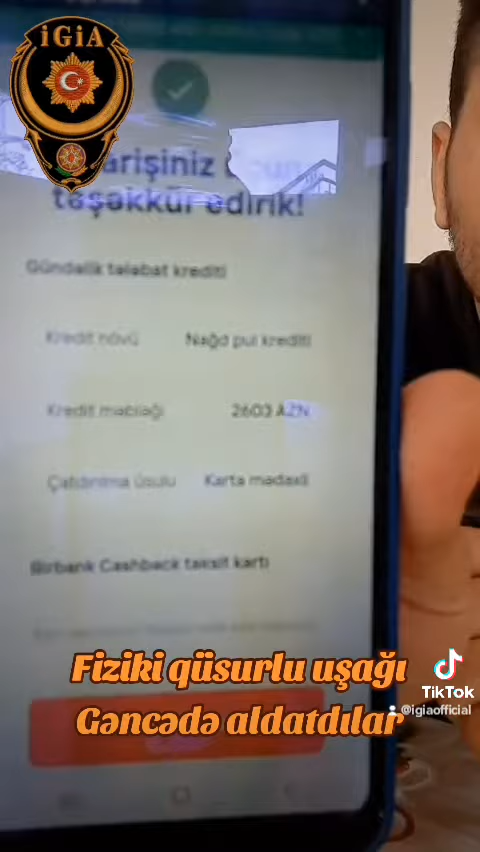 iGiA
təşəkkür edirik!
Gündəlik tələbat krediti
Kredit növü Nağd pul krediti
Kredit məbləği 2603 AZN
Çatdırılma üsulu Karta mədaxil
Birbank Cashback taksit kartı
Fiziki qüsurlu uşağı
Gəncədə aldatdılar
TikTok
@igiaofficial